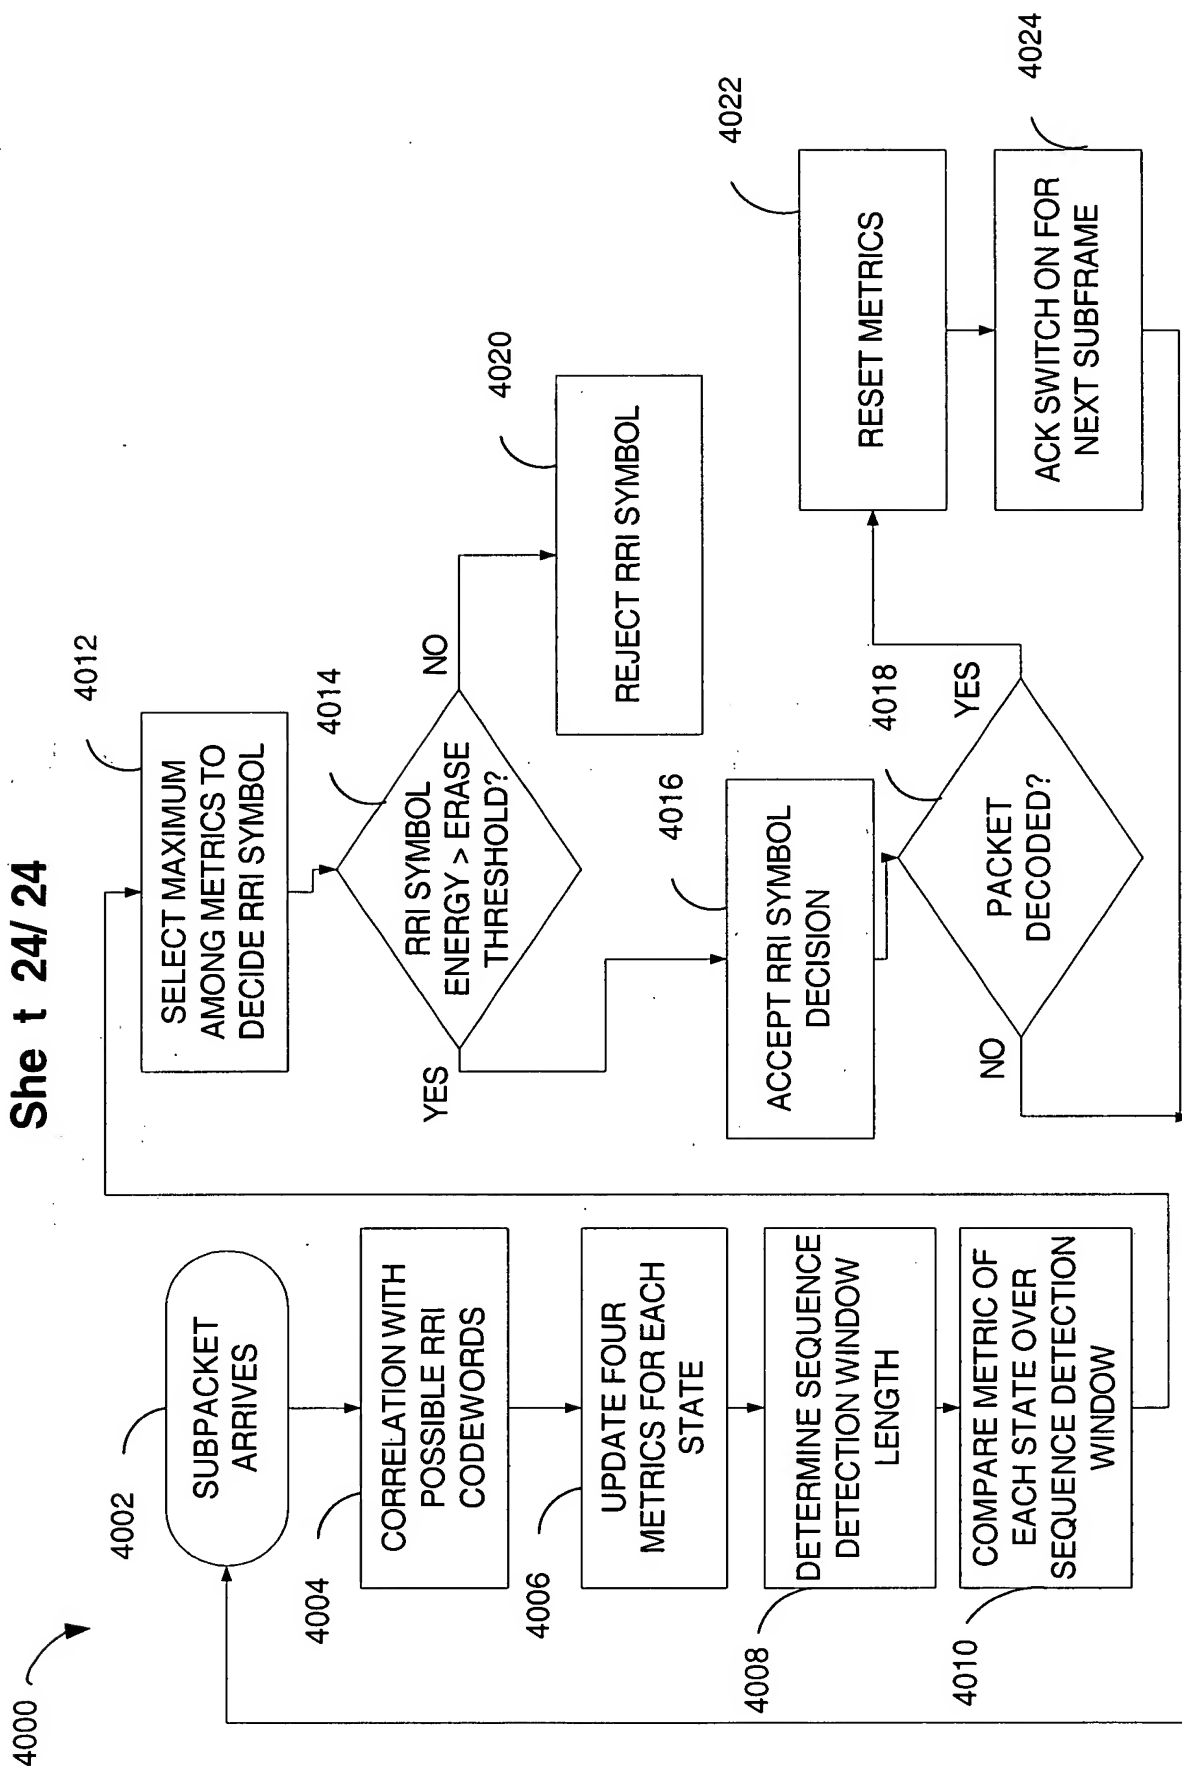 She t 24/24
4000
4002
SUBPACKET
ARRIVES
4004
CORRELATION WITH
POSSIBLE RRI
CODEWORDS
4006
UPDATE FOUR
METRICS FOR EACH
STATE
4008
DETERMINE SEQUENCE
DETECTION WINDOW
LENGTH
4010
COMPARE METRIC OF
EACH STATE OVER
SEQUENCE DETECTION
WINDOW
4012
SELECT MAXIMUM
AMONG METRICS TO
DECIDE RRI SYMBOL
4014
RRI SYMBOL
ENERGY > ERASE
THRESHOLD?
YES
NO
4016
ACCEPT RRI SYMBOL
DECISION
4020
REJECT RRI SYMBOL
4018
PACKET
DECODED?
NO
YES
4022
RESET METRICS
4024
ACK SWITCH ON FOR
NEXT SUBFRAME